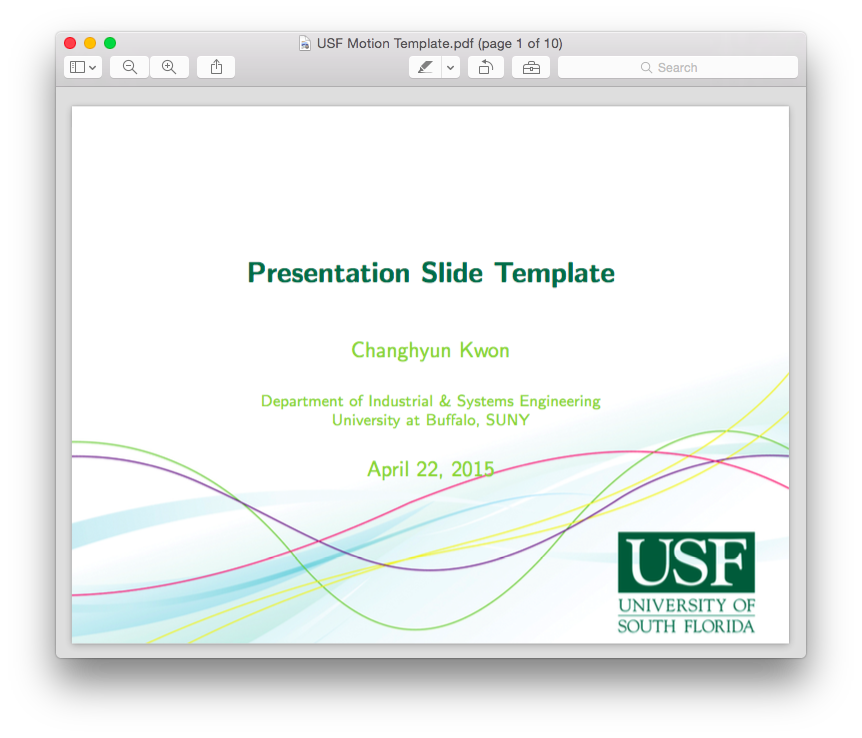 USF Motion Template.pdf (page 1 of 10)
Search
Presentation Slide Template
Changhyun Kwon
Department of Industrial & Systems Engineering
University at Buffalo, SUNY
April 22, 2015
USF
UNIVERSITY OF
SOUTH FLORIDA